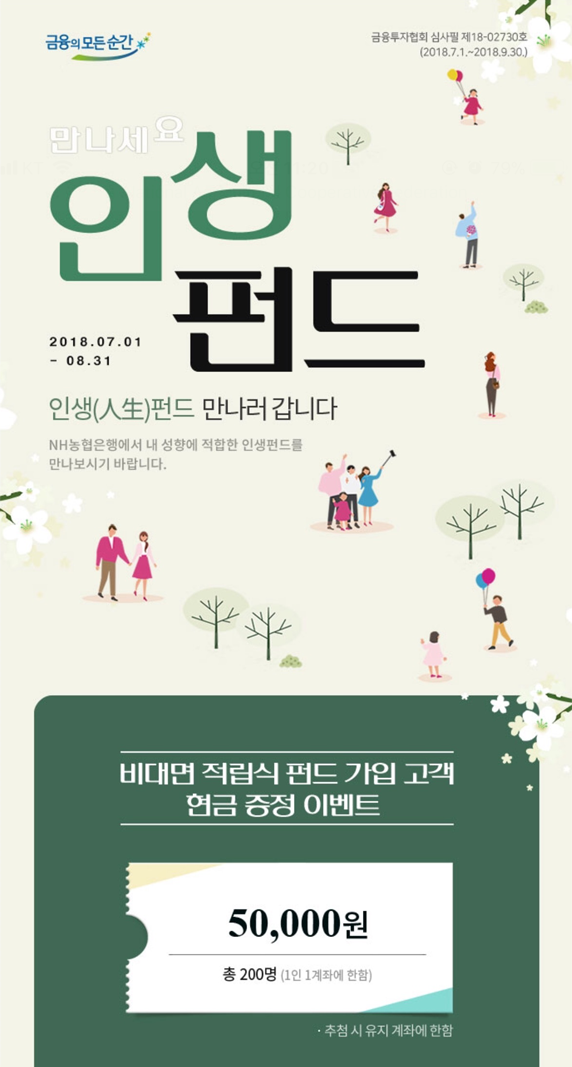 금융의모든순간
금융투자협회 심사필 제18-02730호
(2018.7.1.~2018.9.30.)
만나세요
인생
펀드
2018.07.01
- 08.31
인생(人生)펀드 만나러 갑니다
NH농협은행에서 내 성향에 적합한 인생펀드를
만나보시기 바랍니다.
비대면 적립식 펀드 가입 고객
현금 증정 이벤트
50,000원
총 200명 (1인 1계좌에 한함)
· 추첨 시 유지 계좌에 한함